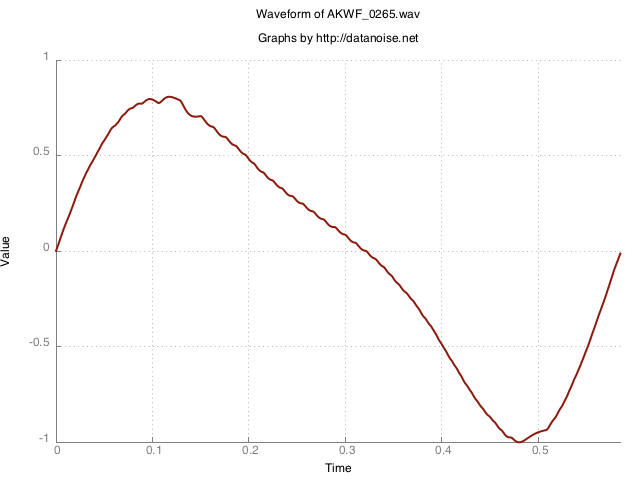 Waveform of AKWF_0265.wav
Graphs by http://datanoise.net
1
0.5
0
-0.5
-1
Value
0 0.1 0.2 0.3 0.4 0.5
Time